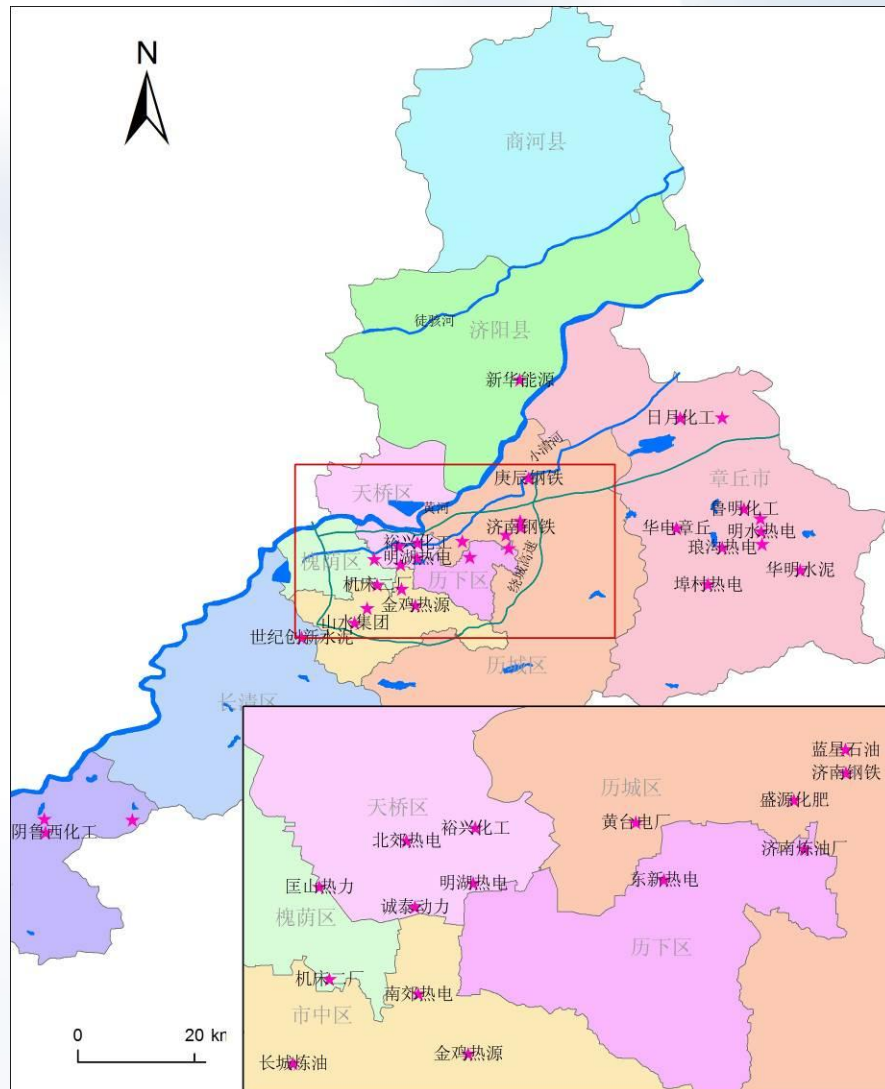 N
商河县
徒骇河
济阳县
新华能源
日月化工
小清河
庚辰钢铁
章丘市
天桥区
黄河
鲁明化工
济南钢铁
华电章丘
明水热电
裕兴化工
琅沟热电
明湖热电
槐荫区
历下区
绕城高速
华明水泥
机床二厂
埠村热电
金鸡热源
山水集团
世纪创新水泥
历城区
长清区
阴鲁西化工
0 20 km
蓝星石油
历城区
济南钢铁
天桥区
盛源化肥
裕兴化工
黄台电厂
北郊热电
济南炼油厂
匡山热力
明湖热电
东新热电
诚泰动力
槐荫区
历下区
机床二厂
南郊热电
市中区
长城炼油
金鸡热源